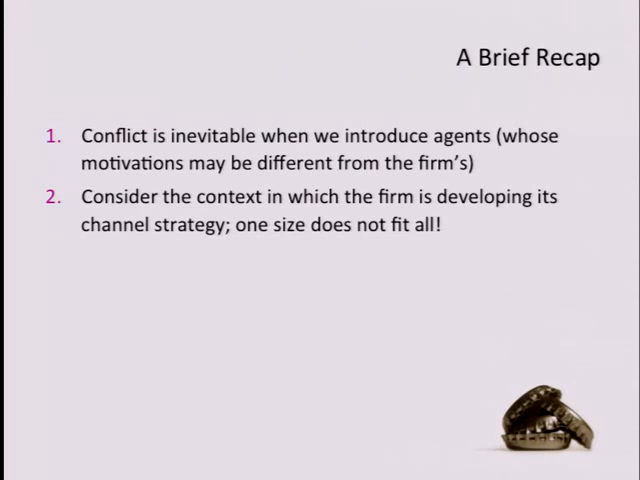 A Brief Recap
1. Conflict is inevitable when we introduce agents (whose
motivations may be different from the firm's)
2. Consider the context in which the firm is developing its
channel strategy; one size does not fit all!